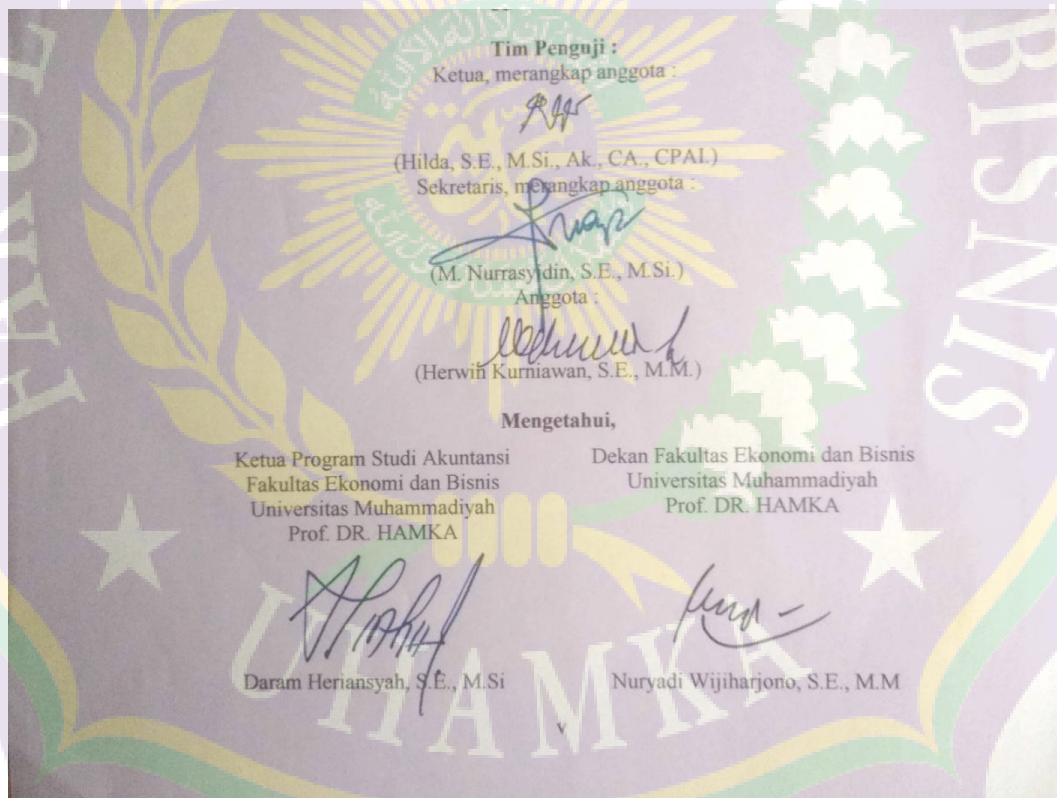 Tim Penguji :
Ketua, merangkap anggota :
(Hilda, S.E., M.Si., Ak., CA., CPAI.)
Sekretaris, merangkap anggota :
(M. Nurrasyidin, S.E., M.Si.)
Anggota :
(Herwin Kurniawan, S.E., M.M.)
Mengetahui,
Ketua Program Studi Akuntansi
Fakultas Ekonomi dan Bisnis
Universitas Muhammadiyah
Prof. DR. HAMKA
Dekan Fakultas Ekonomi dan Bisnis
Universitas Muhammadiyah
Prof. DR. HAMKA
Daram Heriansyah, S.E., M.Si
Nuryadi Wijiharjono, S.E., M.M
v
BISNIS
UHAMKA